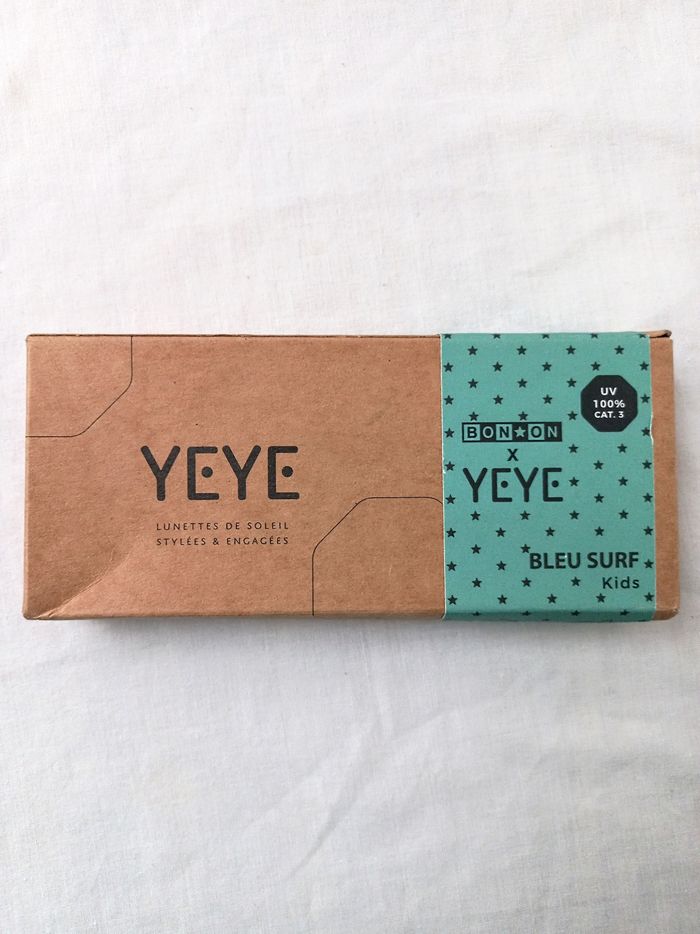 YEYE
LUNETTES DE SOLEIL
STYLÉES & ENGAGÉES
UV
100%
CAT. 3
BON★ON
X
YEYE
BLEU SURF
Kids